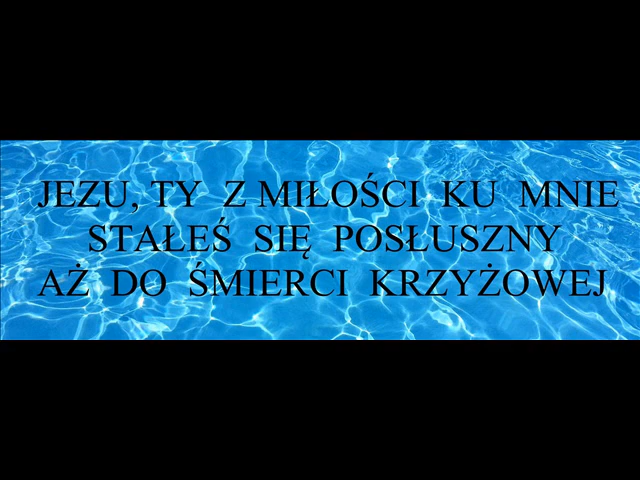 JEZU, TY Z MIŁOŚCI KU MNIE
STAŁEŚ SIĘ POSŁUSZNY
AŻ DO ŚMIERCI KRZYŻOWEJ